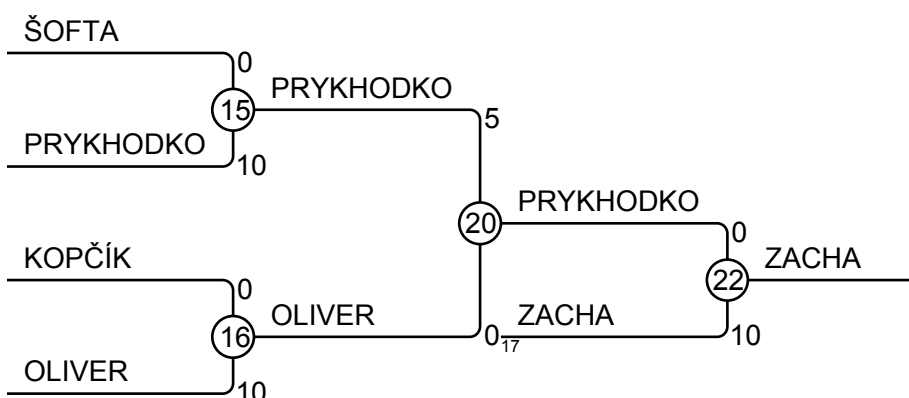 ŠOFTA
0
15
PRYKHODKO
5
PRYKHODKO
10
20
PRYKHODKO
0
KOPČÍK
0
22
ZACHA
16
OLIVER
0
17
ZACHA
10
OLIVER
10